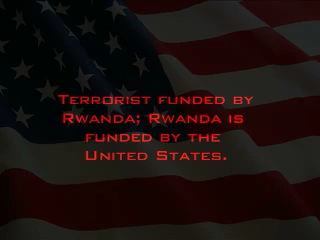 Terrorist funded by
Rwanda; Rwanda is
funded by the
United States.